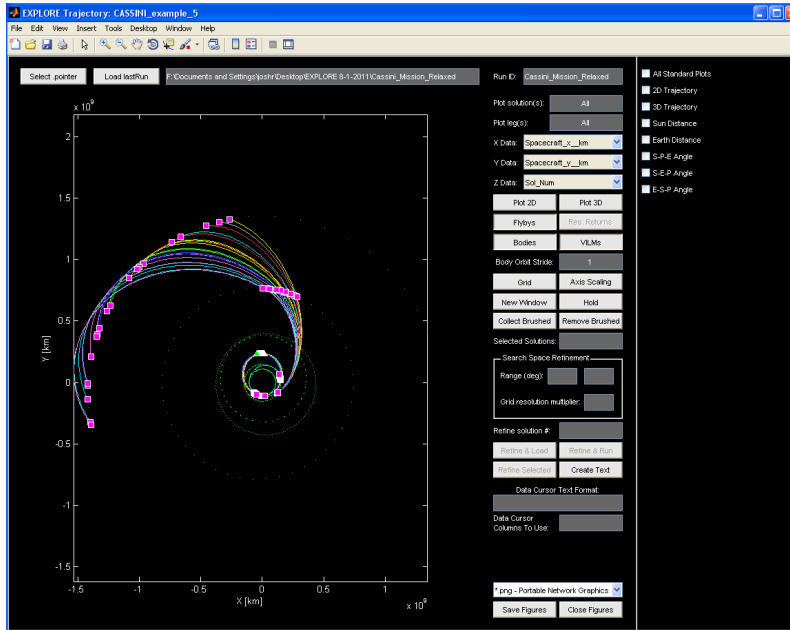 EXPLORE Trajectory: CASSINI_example_5
File Edit View Insert Tools Desktop Window Help
Select .pointer Load lastRun F:\Documents and Settings\joshr\Desktop\EXPLORE 8-1-2011\Cassini_Mission_Relaxed Run ID: Cassini_Mission_Relaxed
All Standard Plots
2D Trajectory
3D Trajectory
Sun Distance
Earth Distance
S-P-E Angle
S-E-P Angle
E-S-P Angle
Plot solution(s): All
Plot leg(s): All
X Data: Spacecraft_x__km
Y Data: Spacecraft_y__km
Z Data: Sol_Num
Plot 2D Plot 3D
Flybys Res. Returns
Bodies VILMs
Body Orbit Stride: 1
Grid Axis Scaling
New Window Hold
Collect Brushed Remove Brushed
Selected Solutions:
Search Space Refinement
Range (deg):
Grid resolution multiplier:
Refine solution #:
Refine & Load Refine & Run
Refine Selected Create Text
Data Cursor Text Format:
Data Cursor
Columns To Use:
*.png - Portable Network Graphics
Save Figures Close Figures
x 10^9
2
1.5
1
0.5
0
-0.5
-1
-1.5
Y [km]
-1.5 -1 -0.5 0 0.5 1
X [km]
x 10^9